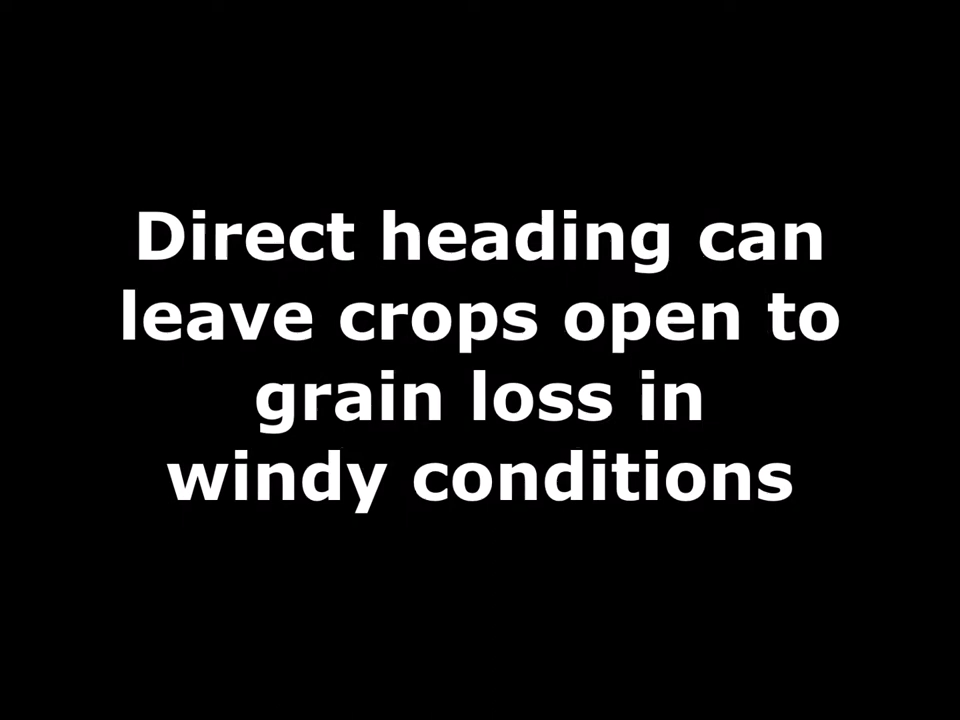 Direct heading can
leave crops open to
grain loss in
windy conditions